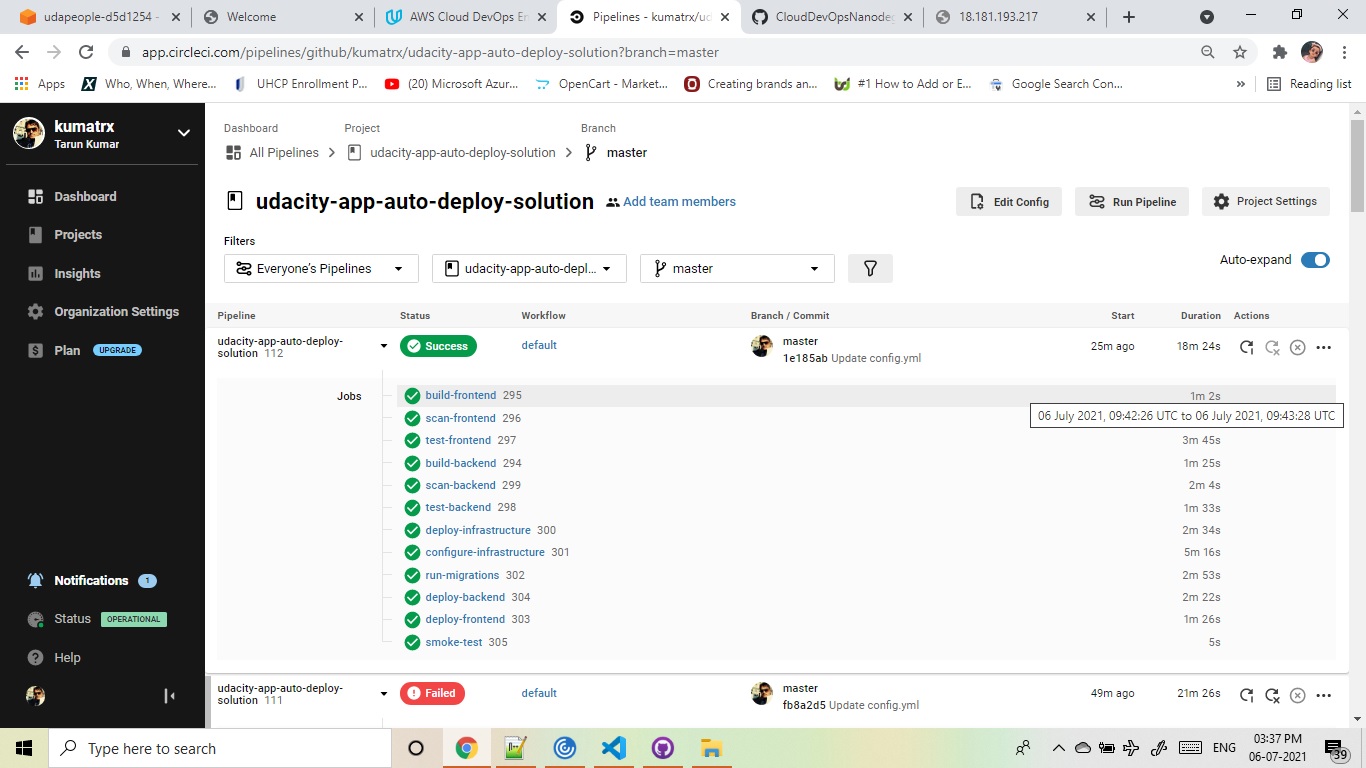 udapeople-d5d1254 -
Welcome
AWS Cloud DevOps En
Pipelines - kumatrx/ud
CloudDevOpsNanodeg
18.181.193.217
app.circleci.com/pipelines/github/kumatrx/udacity-app-auto-deploy-solution?branch=master
Apps
Who, When, Where...
UHCP Enrollment P...
(20) Microsoft Azur...
OpenCart - Market...
Creating brands an...
#1 How to Add or E...
Google Search Con...
»
Reading list
kumatrx
Tarun Kumar
Dashboard
Projects
Insights
Organization Settings
Plan UPGRADE
Notifications 1
Status OPERATIONAL
Help
Dashboard Project Branch
All Pipelines > udacity-app-auto-deploy-solution > master
udacity-app-auto-deploy-solution Add team members
Edit Config
Run Pipeline
Project Settings
Filters
Everyone's Pipelines
udacity-app-auto-depl...
master
Auto-expand
Pipeline Status Workflow Branch / Commit Start Duration Actions
udacity-app-auto-deploy-
solution 112
Success
default
master
1e185ab Update config.yml
25m ago
18m 24s
Jobs
build-frontend 295 1m 2s
06 July 2021, 09:42:26 UTC to 06 July 2021, 09:43:28 UTC
scan-frontend 296
test-frontend 297 3m 45s
build-backend 294 1m 25s
scan-backend 299 2m 4s
test-backend 298 1m 33s
deploy-infrastructure 300 2m 34s
configure-infrastructure 301 5m 16s
run-migrations 302 2m 53s
deploy-backend 304 2m 22s
deploy-frontend 303 1m 26s
smoke-test 305 5s
udacity-app-auto-deploy-
solution 111
Failed
default
master
fb8a2d5 Update config.yml
49m ago
21m 26s
Type here to search
ENG
03:37 PM
06-07-2021
39